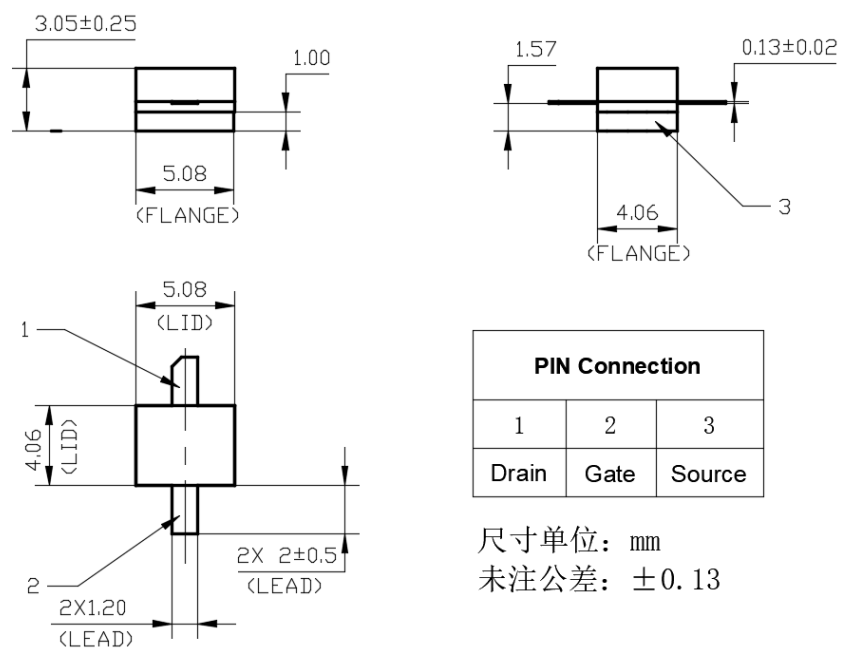 3.05±0.25
1.00
5.08
(FLANGE)
1.57
0.13±0.02
3
4.06
(FLANGE)
5.08
(LID)
1
4.06
(LID)
2X 2±0.5
(LEAD)
2
2X1.20
(LEAD)
PIN Connection
1 2 3
Drain Gate Source
尺寸单位：mm
未注公差：±0.13